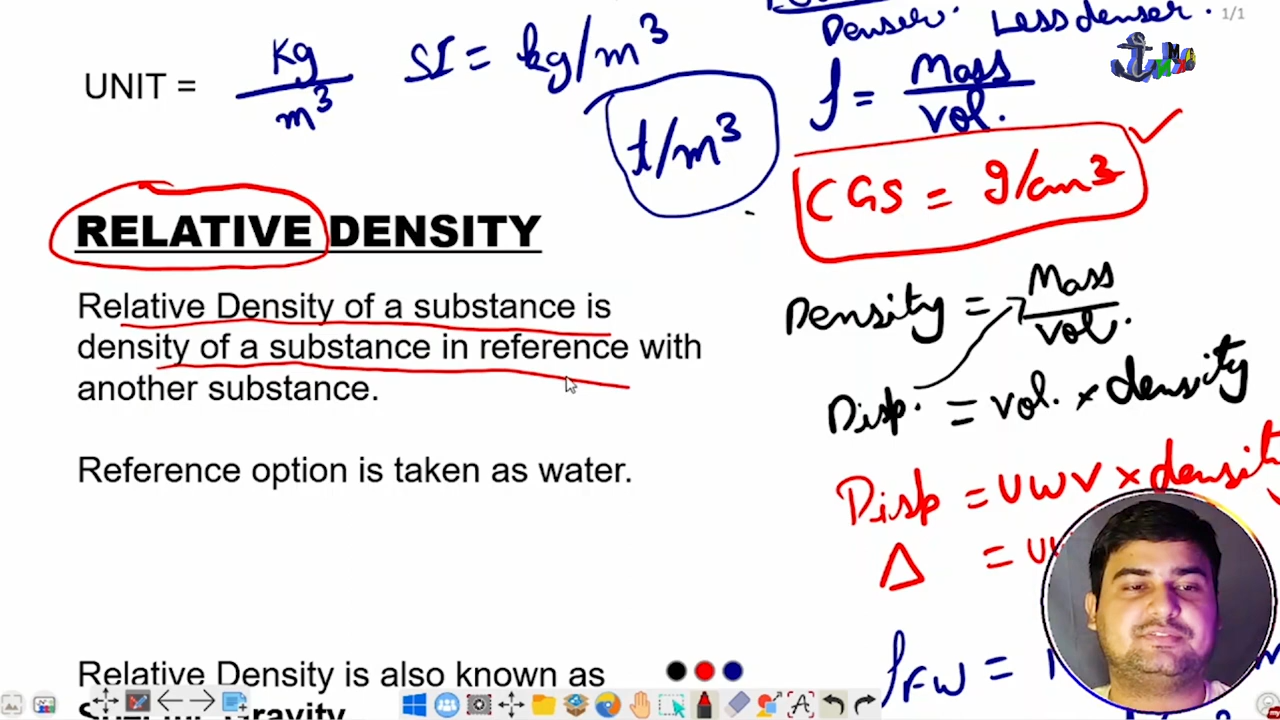 Denser. Less denser.
1/1
UNIT = Kg/m³ SI = kg/m³
t/m³
ρ = Mass/Vol.
CGS = g/cm³
RELATIVE DENSITY
Relative Density of a substance is
density of a substance in reference with
another substance.
Reference option is taken as water.
Relative Density is also known as
Density = Mass/Vol.
Disp. = Vol. × density
Disp = UWV × density
Δ =
ρFW =